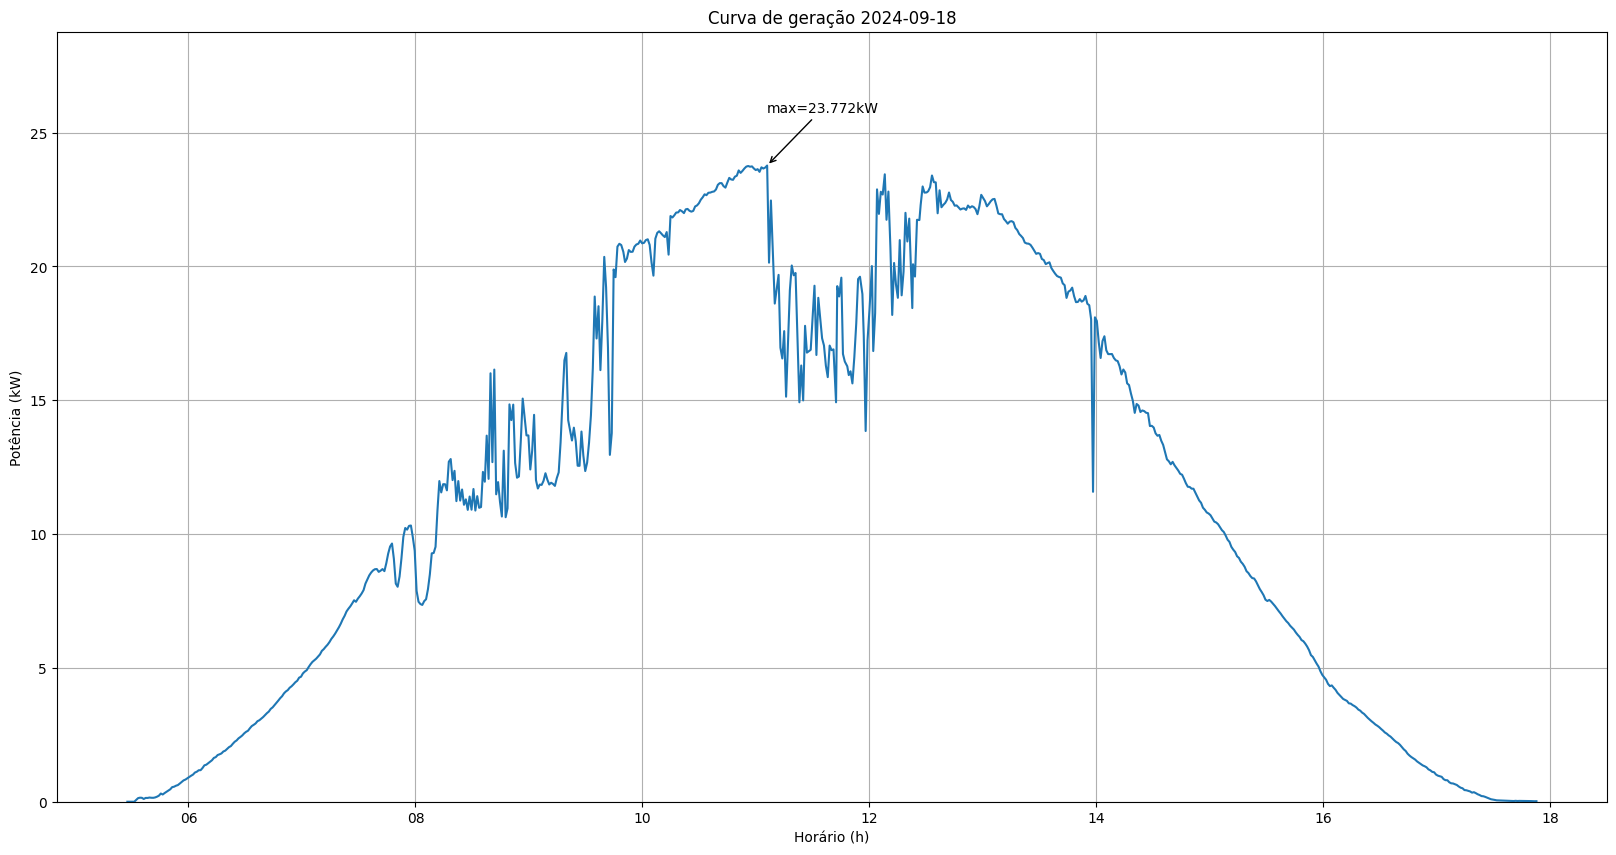 Curva de geração 2024-09-18
max=23.772kW
25
20
15
10
5
0
Potência (kW)
06 08 10 12 14 16 18
Horário (h)